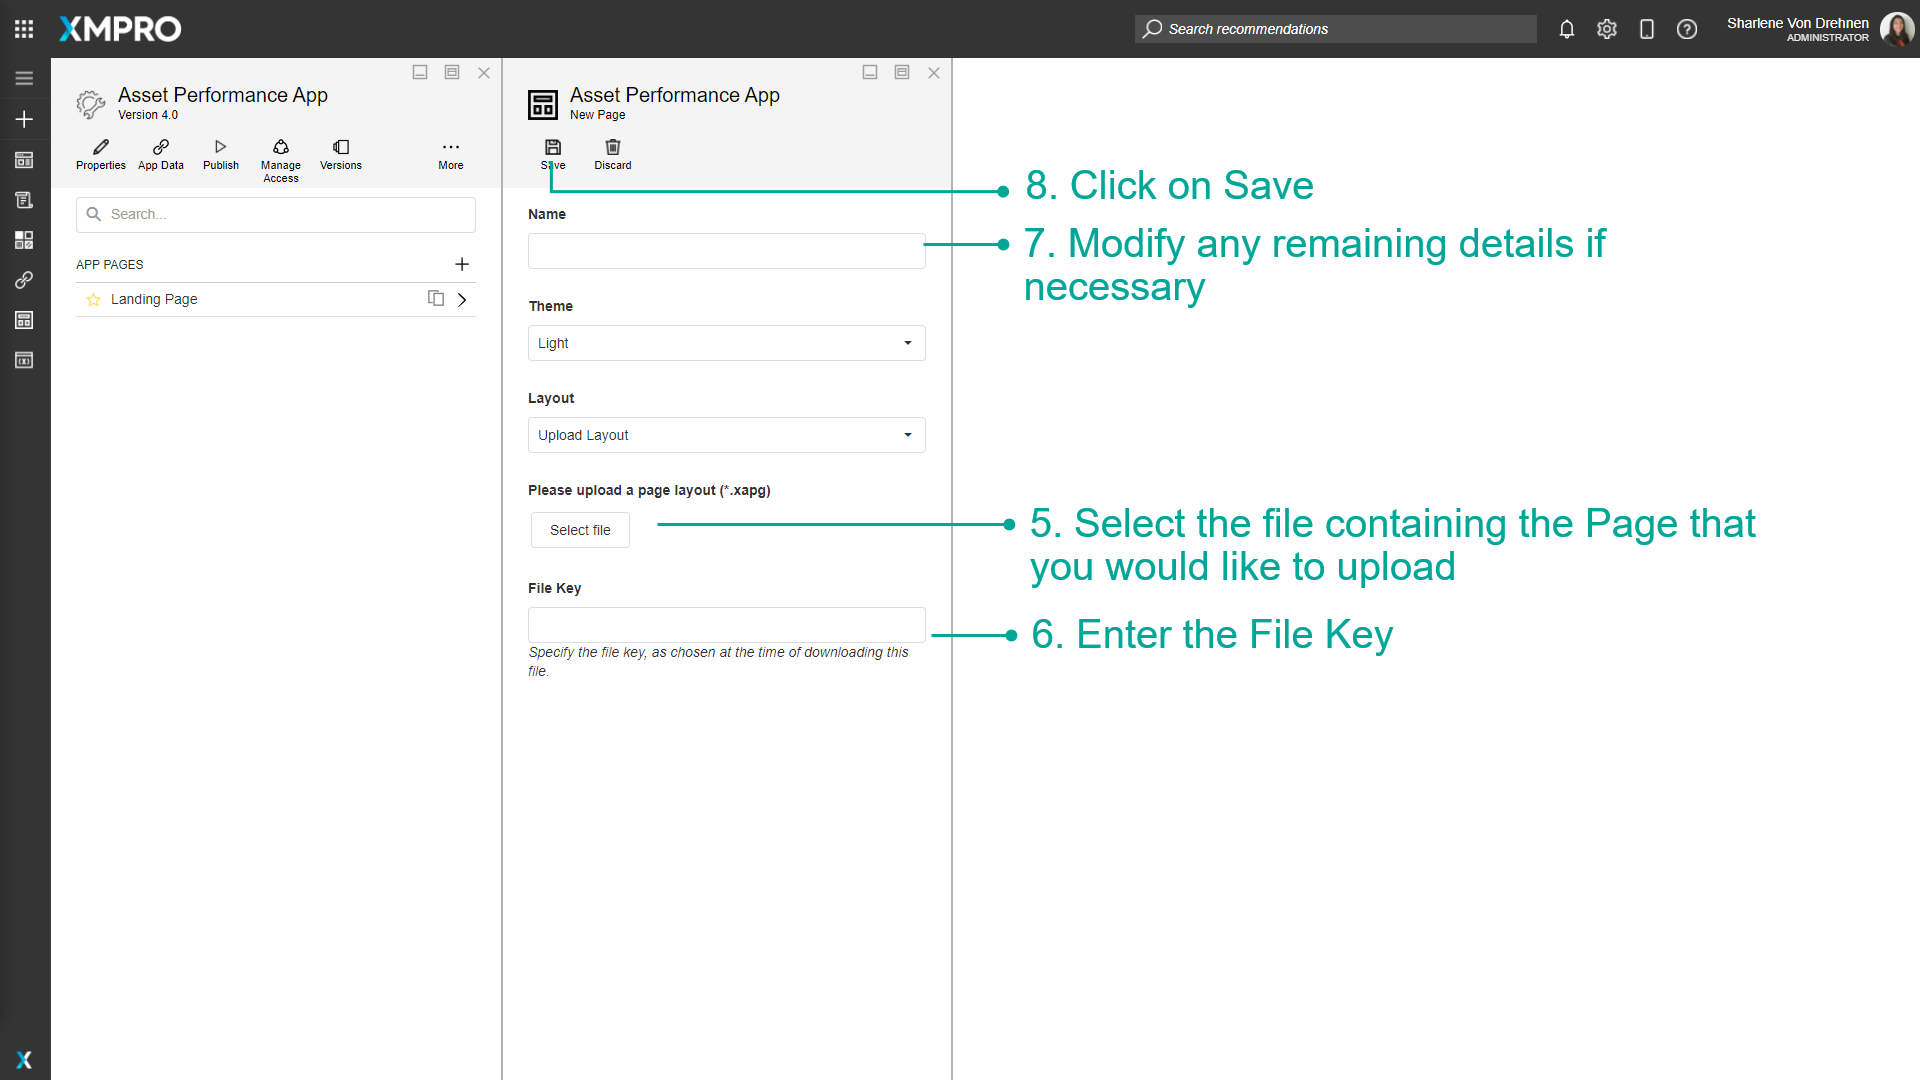 XMPRO
Search recommendations
Sharlene Von Drehnen
ADMINISTRATOR
Asset Performance App
Version 4.0
Properties
App Data
Publish
Manage
Access
Versions
More
Search...
APP PAGES
Landing Page
Asset Performance App
New Page
Save
Discard
Name
Theme
Light
Layout
Upload Layout
Please upload a page layout (*.xapg)
Select file
File Key
Specify the file key, as chosen at the time of downloading this
file.
8. Click on Save
7. Modify any remaining details if
necessary
5. Select the file containing the Page that
you would like to upload
6. Enter the File Key